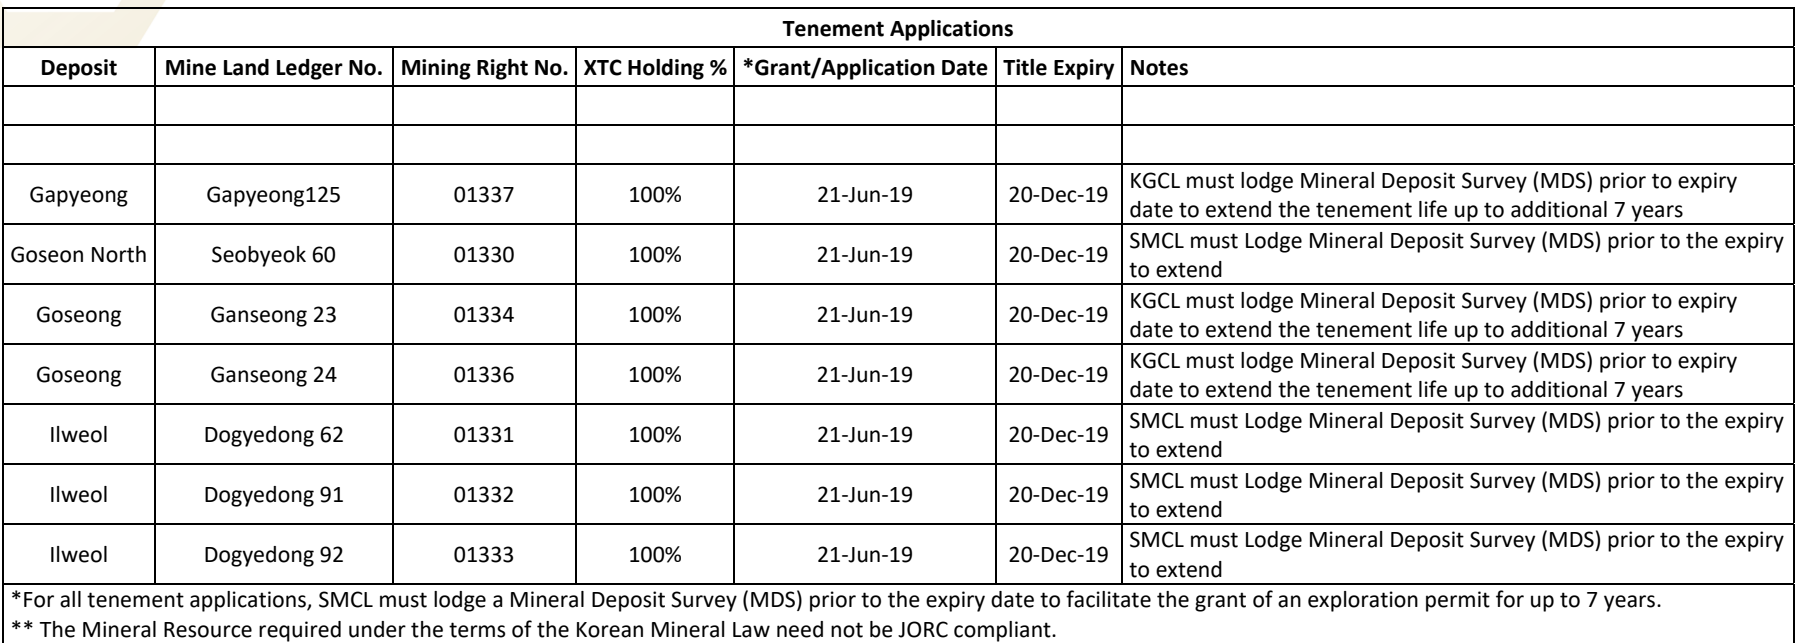 Tenement Applications
Deposit Mine Land Ledger No. Mining Right No. XTC Holding % *Grant/Application Date Title Expiry Notes
Gapyeong Gapyeong125 01337 100% 21-Jun-19 20-Dec-19 KGCL must lodge Mineral Deposit Survey (MDS) prior to expiry
date to extend the tenement life up to additional 7 years
Goseon North Seobyeok 60 01330 100% 21-Jun-19 20-Dec-19 SMCL must Lodge Mineral Deposit Survey (MDS) prior to the expiry
to extend
Goseong Ganseong 23 01334 100% 21-Jun-19 20-Dec-19 KGCL must lodge Mineral Deposit Survey (MDS) prior to expiry
date to extend the tenement life up to additional 7 years
Goseong Ganseong 24 01336 100% 21-Jun-19 20-Dec-19 KGCL must lodge Mineral Deposit Survey (MDS) prior to expiry
date to extend the tenement life up to additional 7 years
Ilweol Dogyedong 62 01331 100% 21-Jun-19 20-Dec-19 SMCL must Lodge Mineral Deposit Survey (MDS) prior to the expiry
to extend
Ilweol Dogyedong 91 01332 100% 21-Jun-19 20-Dec-19 SMCL must Lodge Mineral Deposit Survey (MDS) prior to the expiry
to extend
Ilweol Dogyedong 92 01333 100% 21-Jun-19 20-Dec-19 SMCL must Lodge Mineral Deposit Survey (MDS) prior to the expiry
to extend
*For all tenement applications, SMCL must lodge a Mineral Deposit Survey (MDS) prior to the expiry date to facilitate the grant of an exploration permit for up to 7 years.
** The Mineral Resource required under the terms of the Korean Mineral Law need not be JORC compliant.